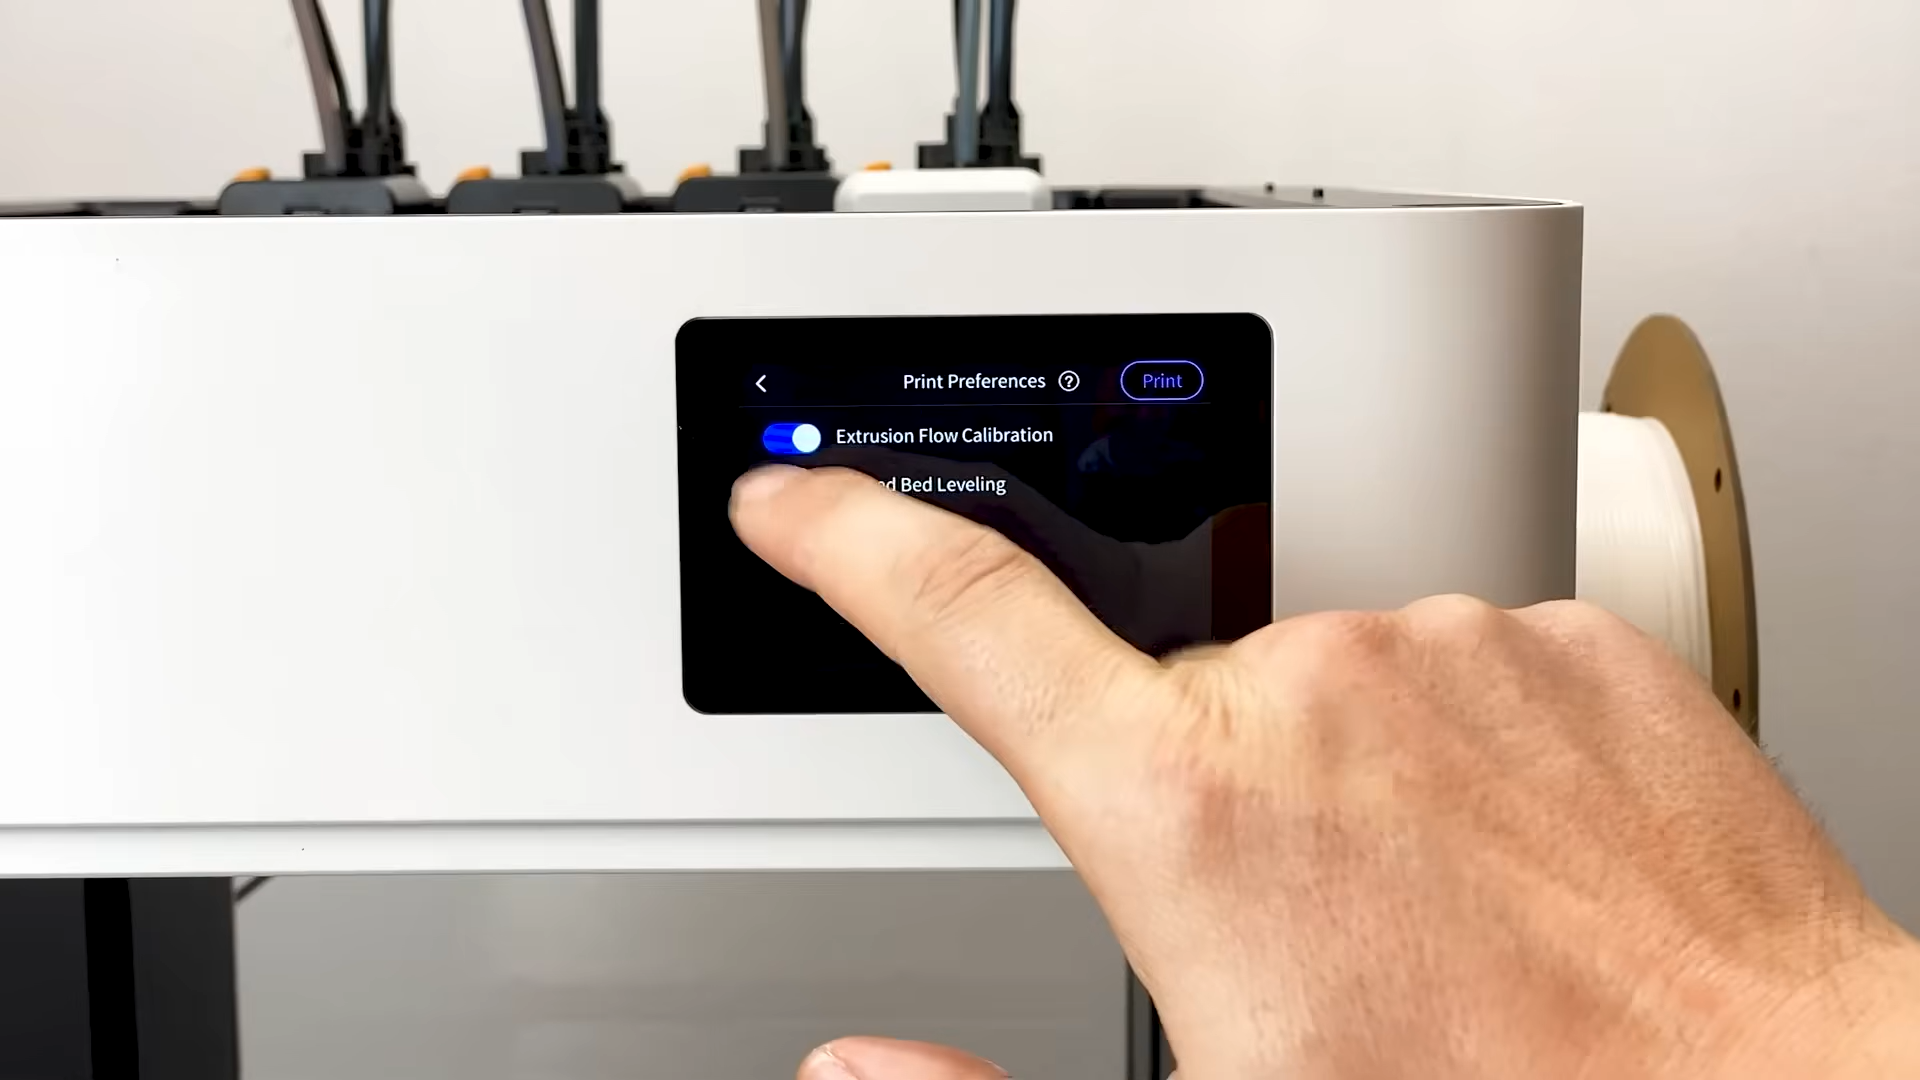 Print Preferences ? Print
Extrusion Flow Calibration
Bed Leveling